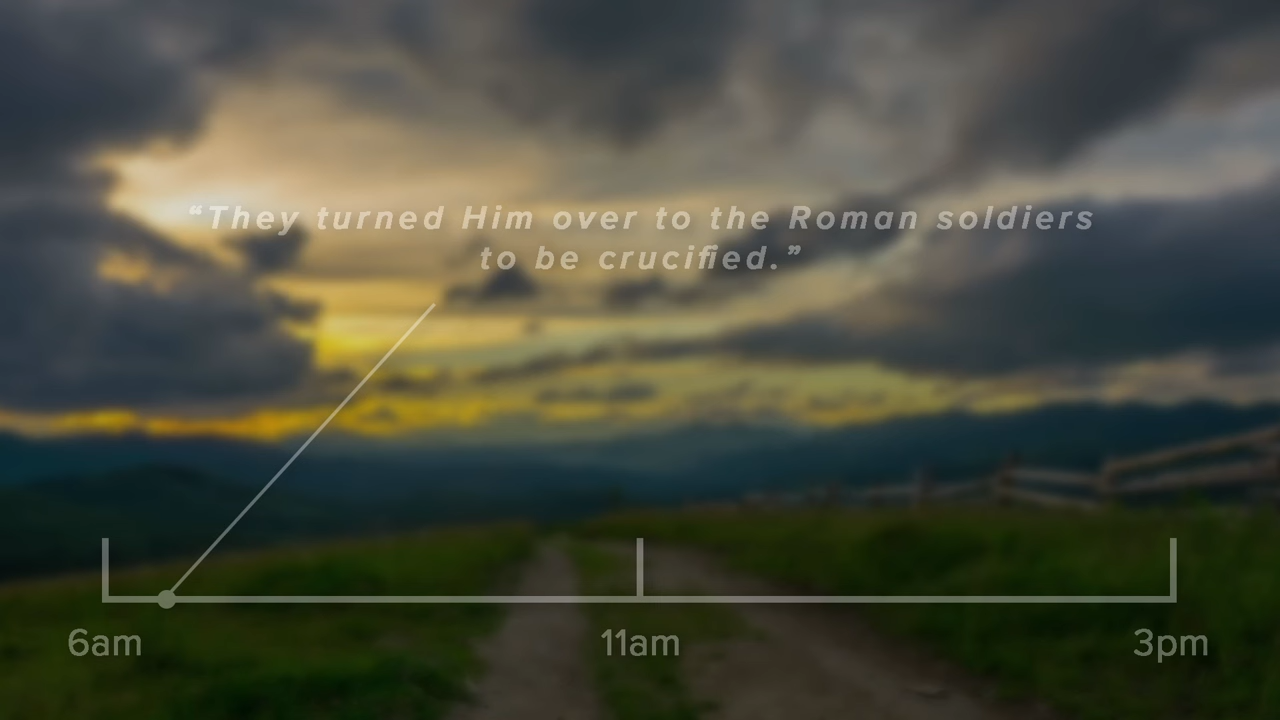 “They turned Him over to the Roman soldiers
to be crucified.”
6am
11am
3pm